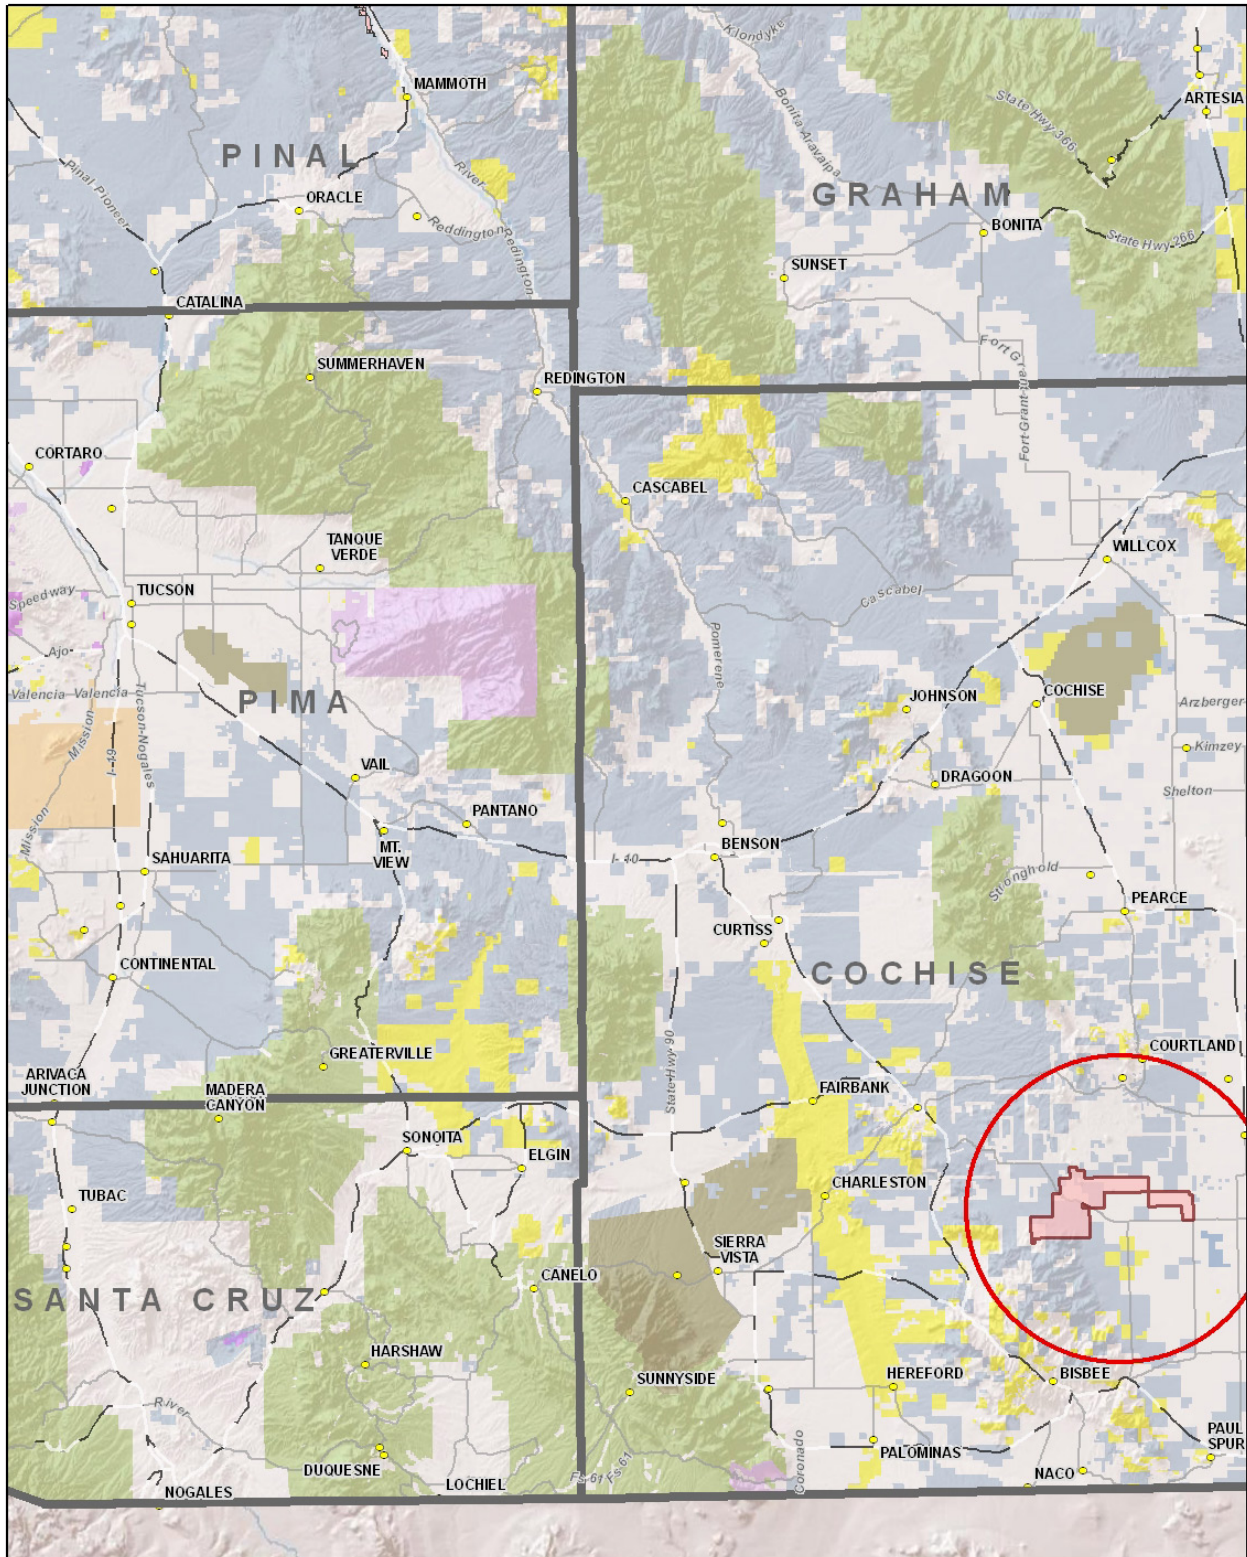 Klondyke
MAMMOTH
ARTESIA
State Hwy 366
Bonita Aravaipa
PINAL
River
GRAHAM
Pinal Pioneer
ORACLE
Reddington
Redington
BONITA
State Hwy 266
SUNSET
CATALINA
Fort G
SUMMERHAVEN
REDINGTON
Fort Grant
CORTARO
CASCABEL
TANQUE
VERDE
WILLCOX
Speedway
TUCSON
Cascabel
Ajo
Pomerene
Valencia Valencia
PIMA
JOHNSON
COCHISE
Arzberger
Mission
I-19
Tucson-Nogales
Kimzey
VAIL
DRAGOON
Shelton
Mission
PANTANO
MT.
VIEW
SAHUARITA
I-10
BENSON
Stronghold
PEARCE
CURTISS
CONTINENTAL
COCHISE
State Hwy 90
GREATERVILLE
COURTLAND
ARIVACA
JUNCTION
MADERA
CANYON
FAIRBANK
SONOITA
ELGIN
TUBAC
CHARLESTON
SIERRA
VISTA
CANELO
SANTA CRUZ
HARSHAW
SUNNYSIDE
HEREFORD
BISBEE
River
PAUL
SPUR
Coronado
PALOMINAS
DUQUESNE
LOCHIEL
Fs 61
Fs 61
NACO
NOGALES